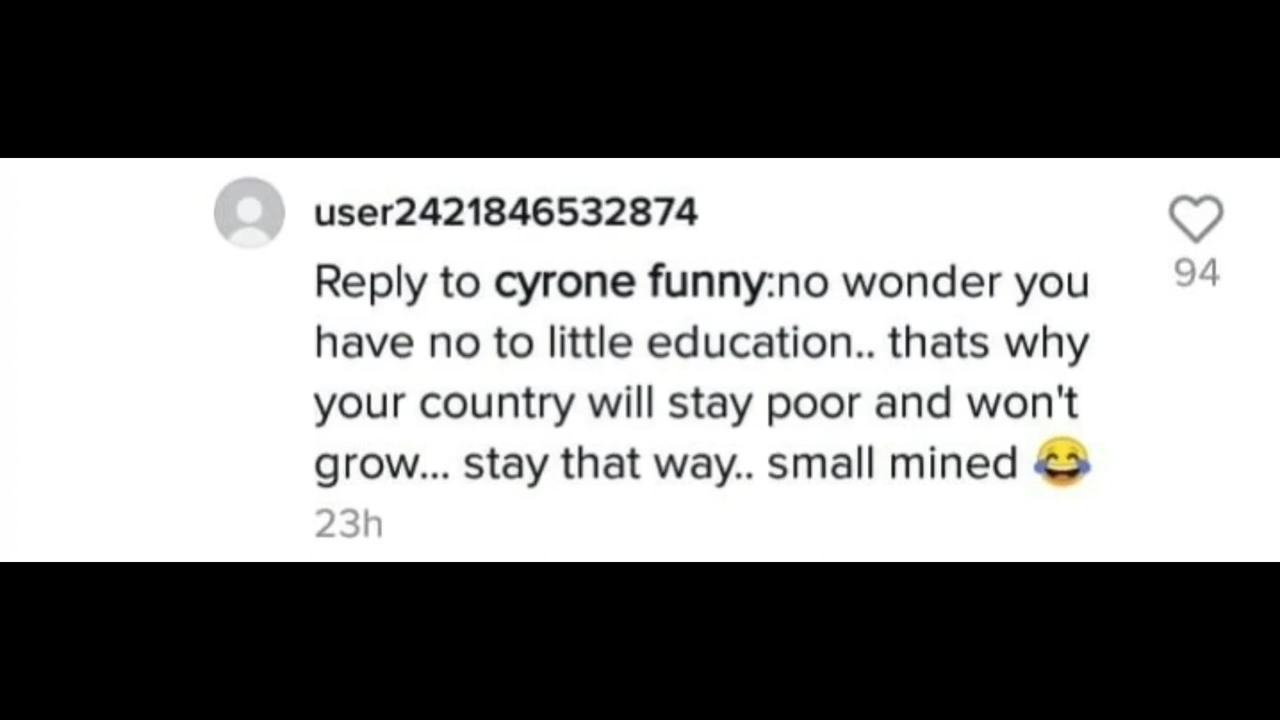 user2421846532874
Reply to cyrone funny:no wonder you
94
have no to little education.. thats why
your country will stay poor and won't
grow... stay that way.. small mined 😂
23h